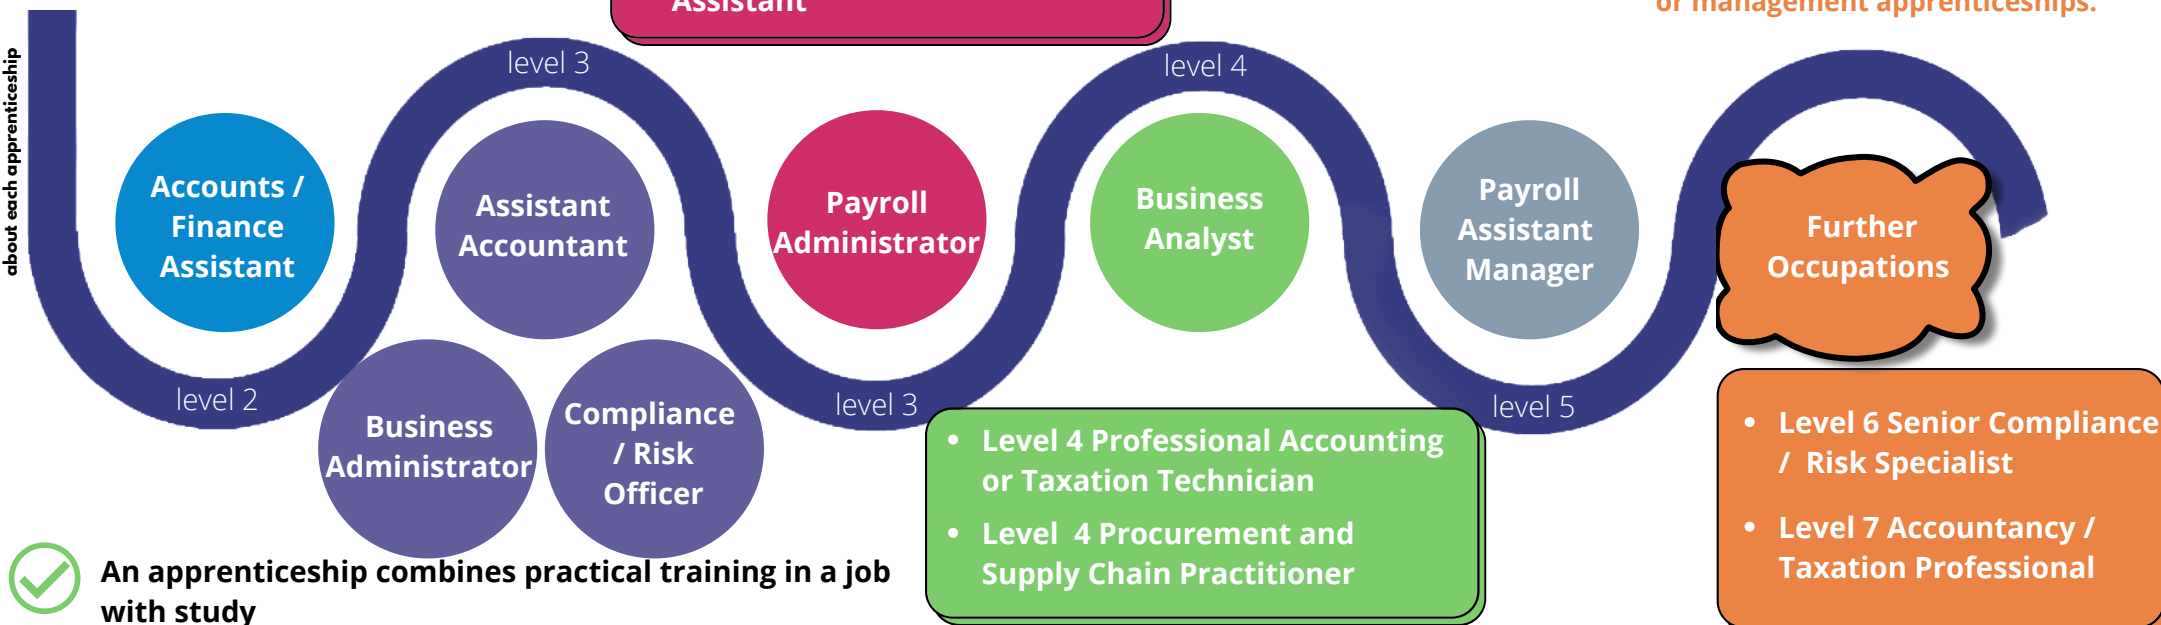 Assistant
or management apprenticeships.
about each apprenticeship
level 3
level 4
Accounts /
Finance
Assistant
Assistant
Accountant
Payroll
Administrator
Business
Analyst
Payroll
Assistant
Manager
Further
Occupations
level 2
level 3
level 5
Business
Administrator
Compliance
/ Risk
Officer
• Level 4 Professional Accounting
or Taxation Technician
• Level 4 Procurement and
Supply Chain Practitioner
• Level 6 Senior Compliance
/ Risk Specialist
• Level 7 Accountancy /
Taxation Professional
An apprenticeship combines practical training in a job
with study